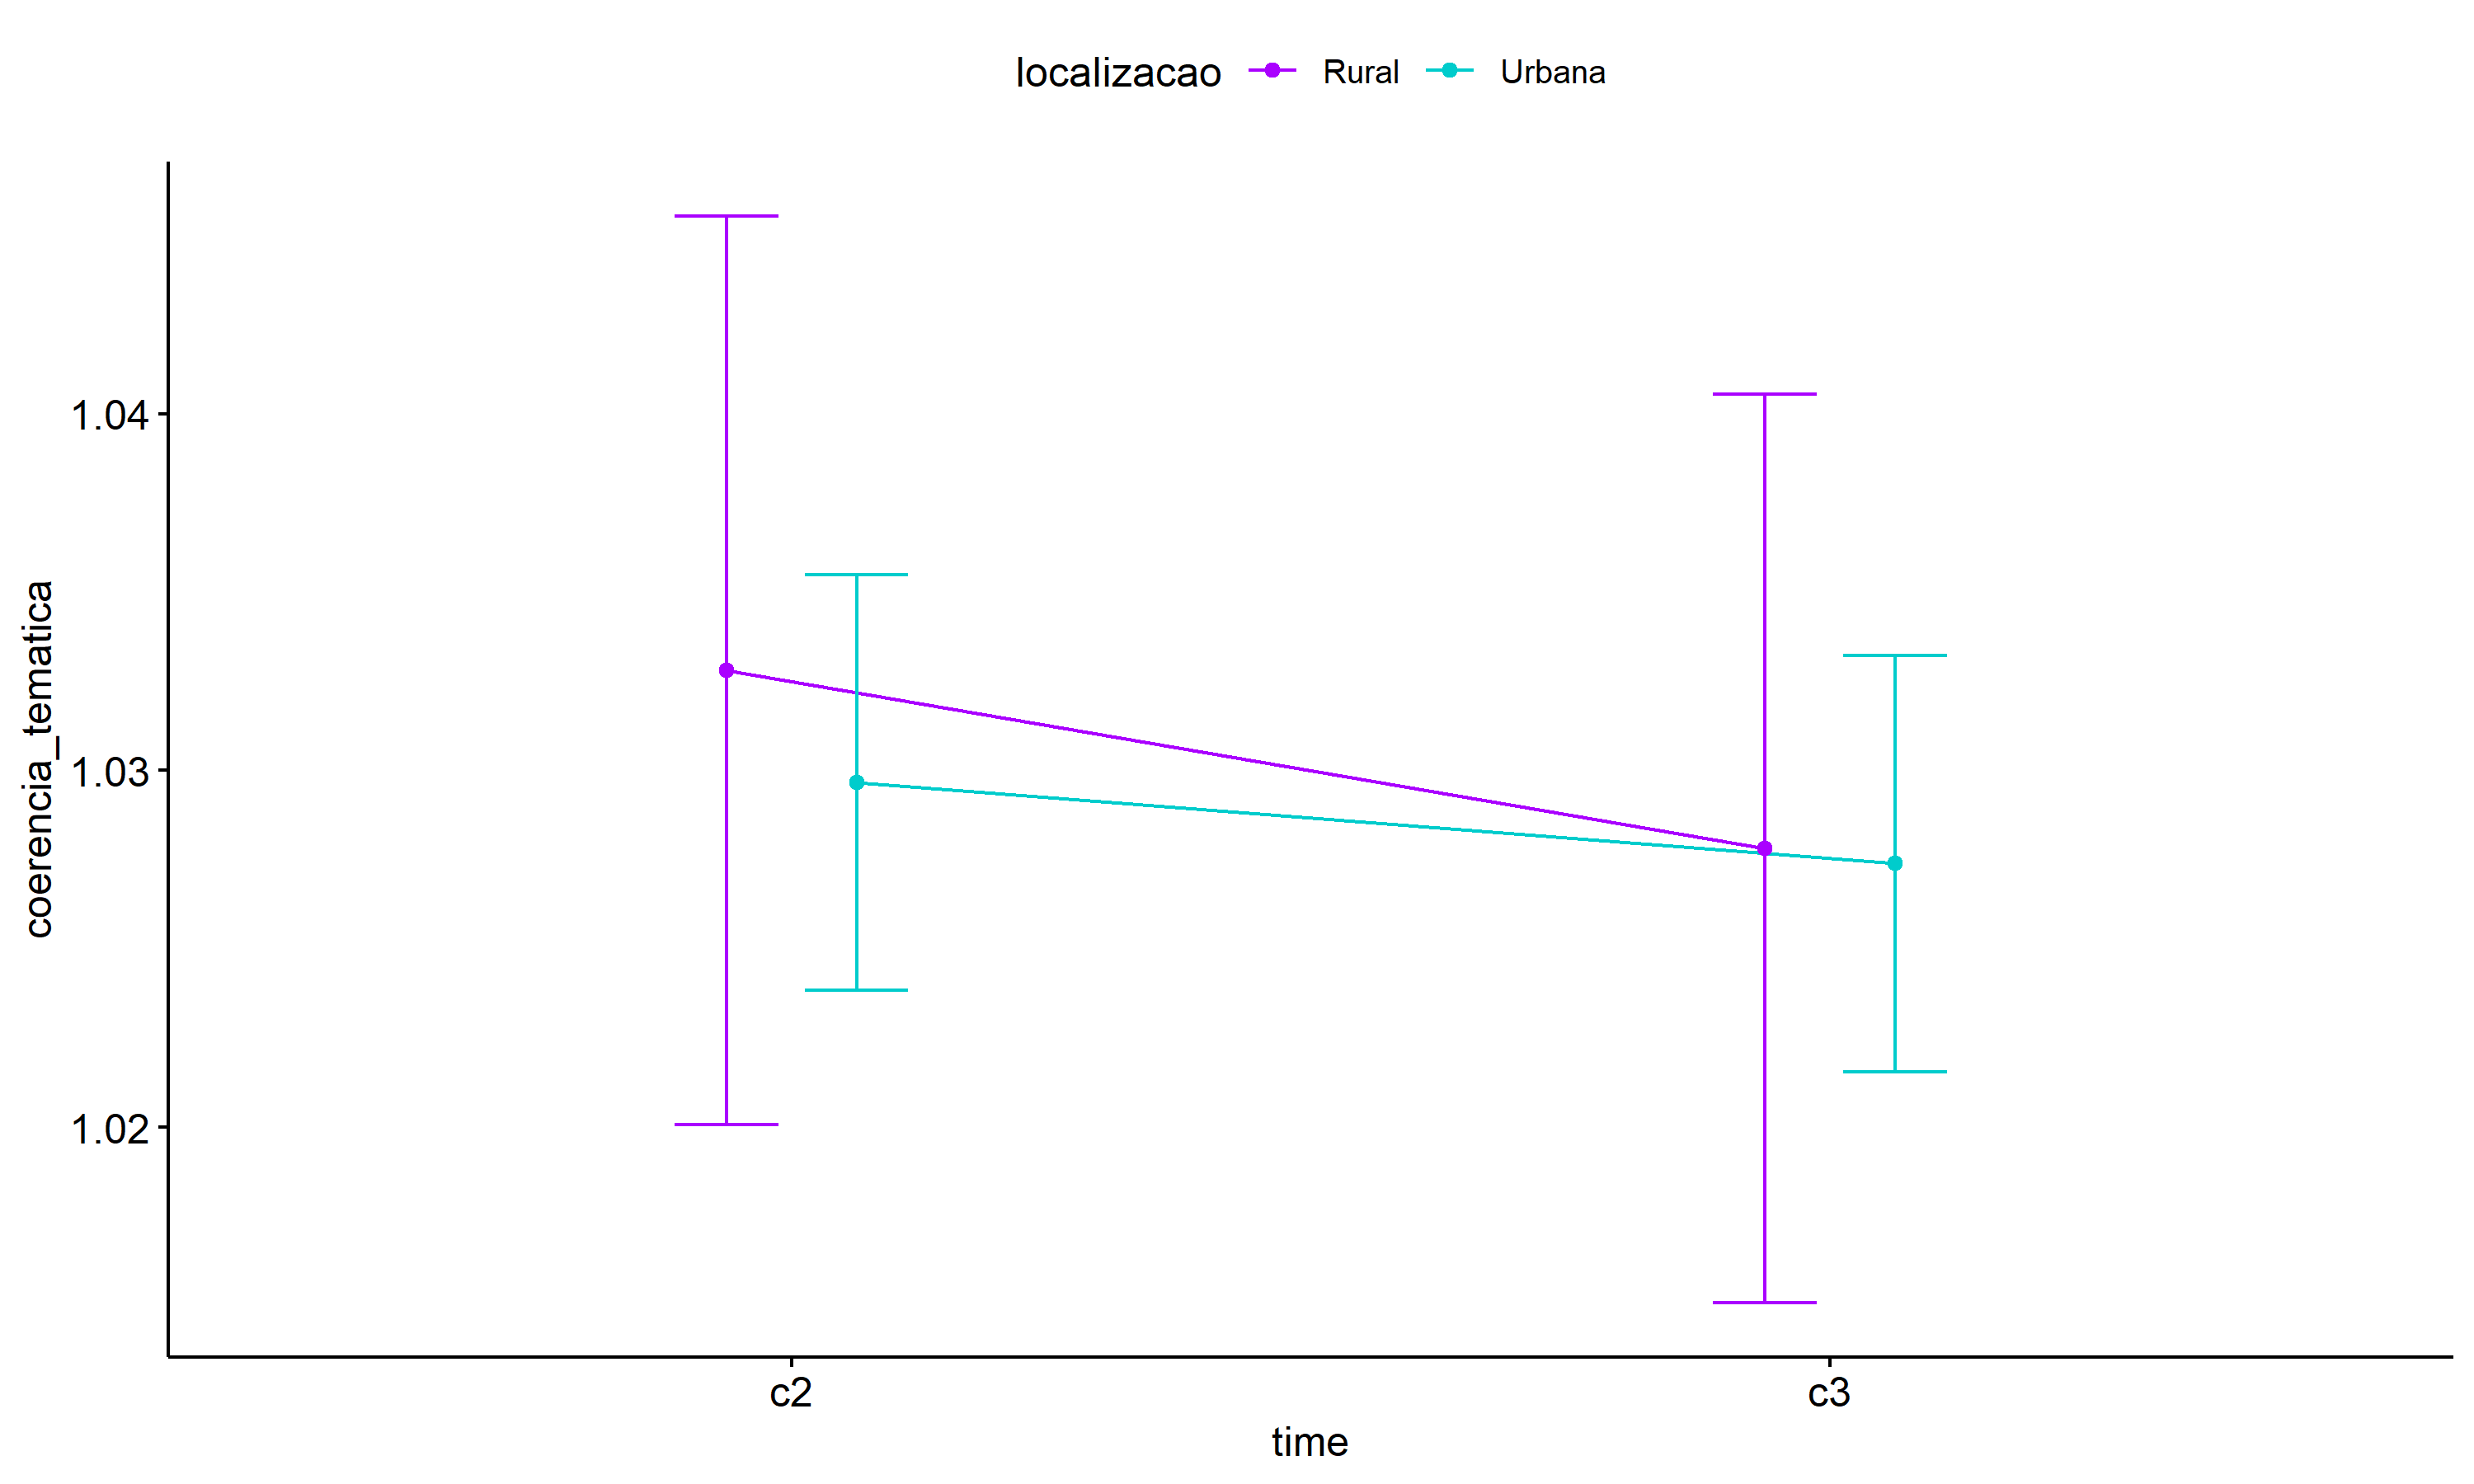 localizacao Rural Urbana
coerencia_tematica
1.04
1.03
1.02
c2 c3
time